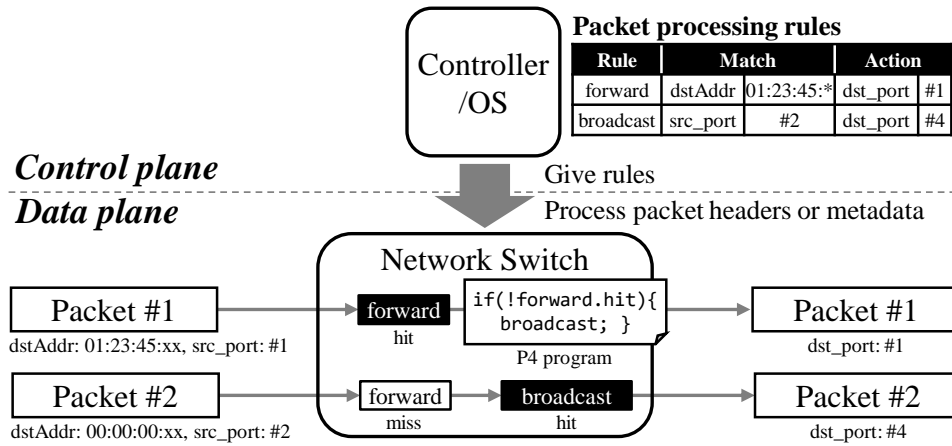 Controller
/OS
Packet processing rules
Rule Match Action
forward dstAddr 01:23:45:* dst_port #1
broadcast src_port #2 dst_port #4
Control plane
Give rules
Data plane
Process packet headers or metadata
Network Switch
Packet #1
dstAddr: 01:23:45:xx, src_port: #1
forward
hit
if(!forward.hit){
broadcast; }
P4 program
Packet #1
dst_port: #1
Packet #2
dstAddr: 00:00:00:xx, src_port: #2
forward
miss
broadcast
hit
Packet #2
dst_port: #4